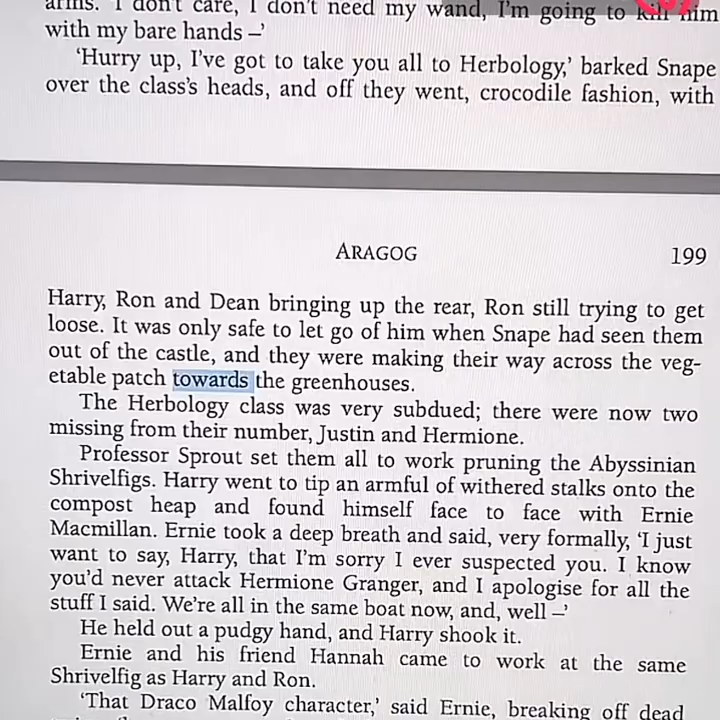 arms. 'I don't care, I don't need my wand, I'm going to kill him
with my bare hands –'
'Hurry up, I've got to take you all to Herbology,' barked Snape
over the class's heads, and off they went, crocodile fashion, with
ARAGOG 199
Harry, Ron and Dean bringing up the rear, Ron still trying to get
loose. It was only safe to let go of him when Snape had seen them
out of the castle, and they were making their way across the veg-
etable patch towards the greenhouses.
The Herbology class was very subdued; there were now two
missing from their number, Justin and Hermione.
Professor Sprout set them all to work pruning the Abyssinian
Shrivelfigs. Harry went to tip an armful of withered stalks onto the
compost heap and found himself face to face with Ernie
Macmillan. Ernie took a deep breath and said, very formally, 'I just
want to say, Harry, that I'm sorry I ever suspected you. I know
you'd never attack Hermione Granger, and I apologise for all the
stuff I said. We're all in the same boat now, and, well –'
He held out a pudgy hand, and Harry shook it.
Ernie and his friend Hannah came to work at the same
Shrivelfig as Harry and Ron.
'That Draco Malfoy character,' said Ernie, breaking off dead